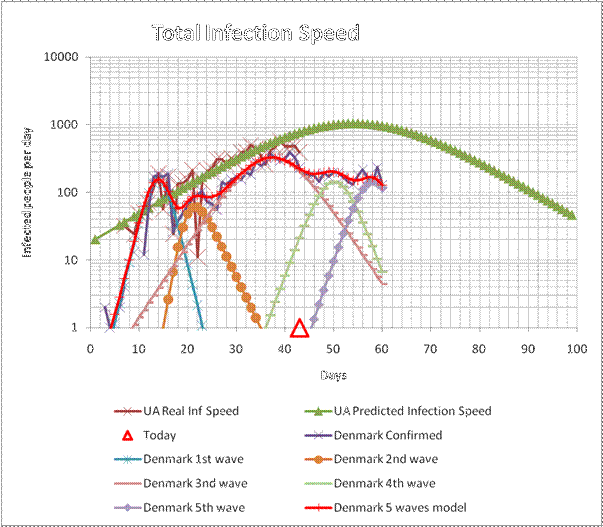 Total Infection Speed
Infected people per day
10000
1000
100
10
1
0 10 20 30 40 50 60 70 80 90 100
Days
UA Real Inf Speed UA Predicted Infection Speed
Today Denmark Confirmed
Denmark 1st wave Denmark 2nd wave
Denmark 3nd wave Denmark 4th wave
Denmark 5th wave Denmark 5 waves model